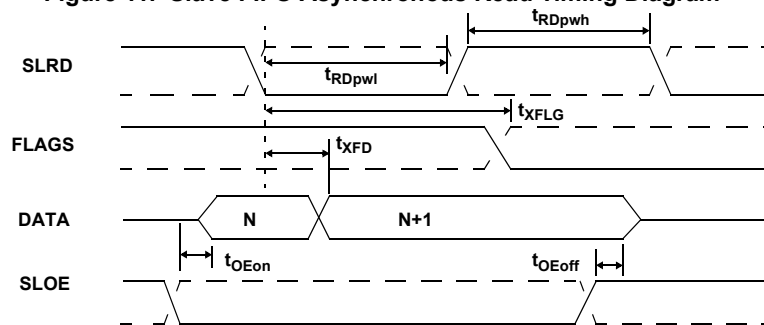 Figure 11. Slave FIFO Asynchronous Read Timing Diagram
tRDpwh
SLRD
tRDpwl
tXFLG
FLAGS
tXFD
DATA
N
N+1
tOEon
tOEoff
SLOE